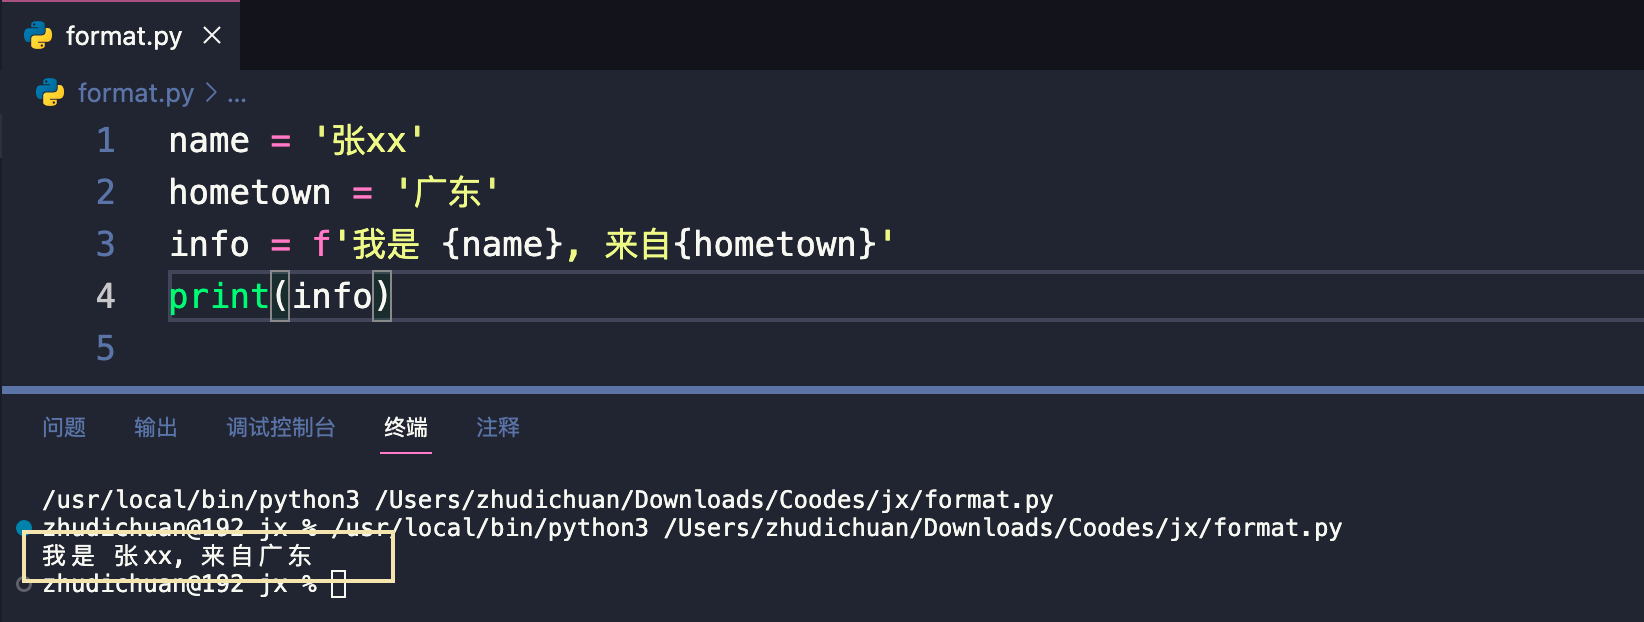 format.py ×
format.py > ...
1 name = '张xx'
2 hometown = '广东'
3 info = f'我是 {name}, 来自{hometown}'
4 print(info)
5
问题 输出 调试控制台 终端 注释
/usr/local/bin/python3 /Users/zhudichuan/Downloads/Coodes/jx/format.py
zhudichuan@192 jx % /usr/local/bin/python3 /Users/zhudichuan/Downloads/Coodes/jx/format.py
我是 张xx, 来自广东
zhudichuan@192 jx %